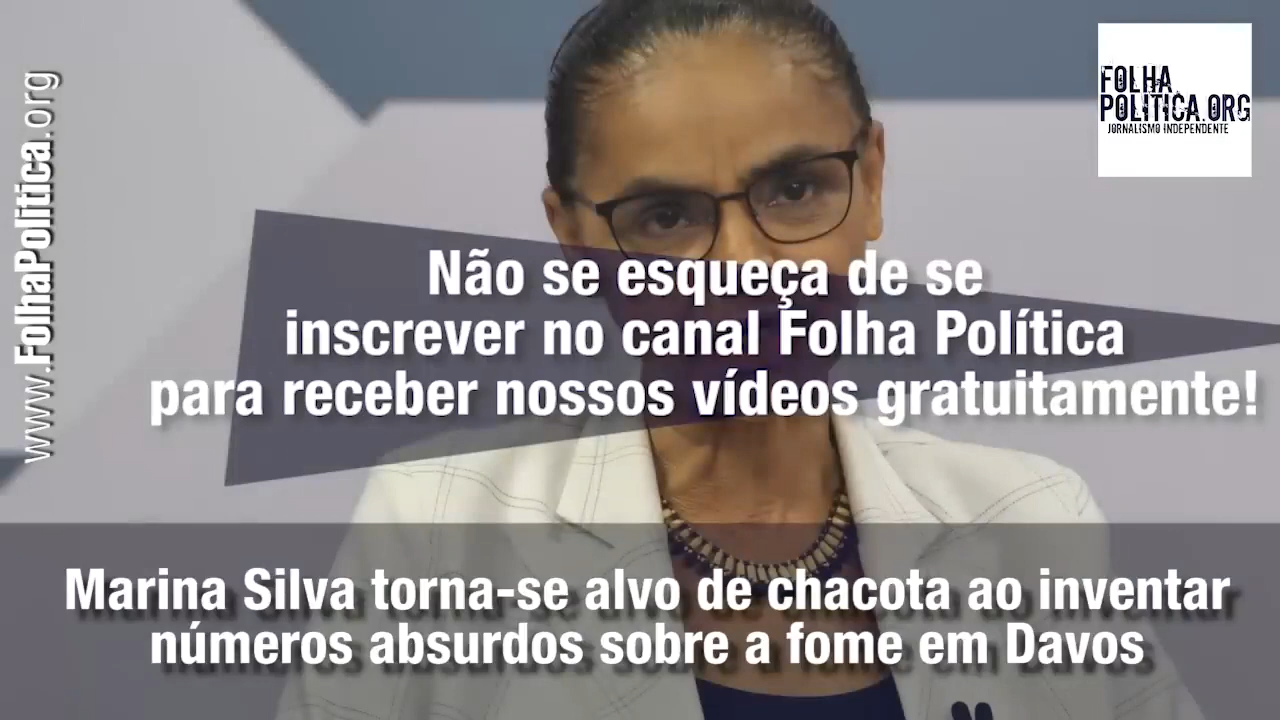 www.FolhaPolitica.org
FOLHA
POLITICA.ORG
JORNALISMO INDEPENDENTE
Não se esqueça de se
inscrever no canal Folha Política
para receber nossos vídeos gratuitamente!
Marina Silva torna-se alvo de chacota ao inventar
números absurdos sobre a fome em Davos